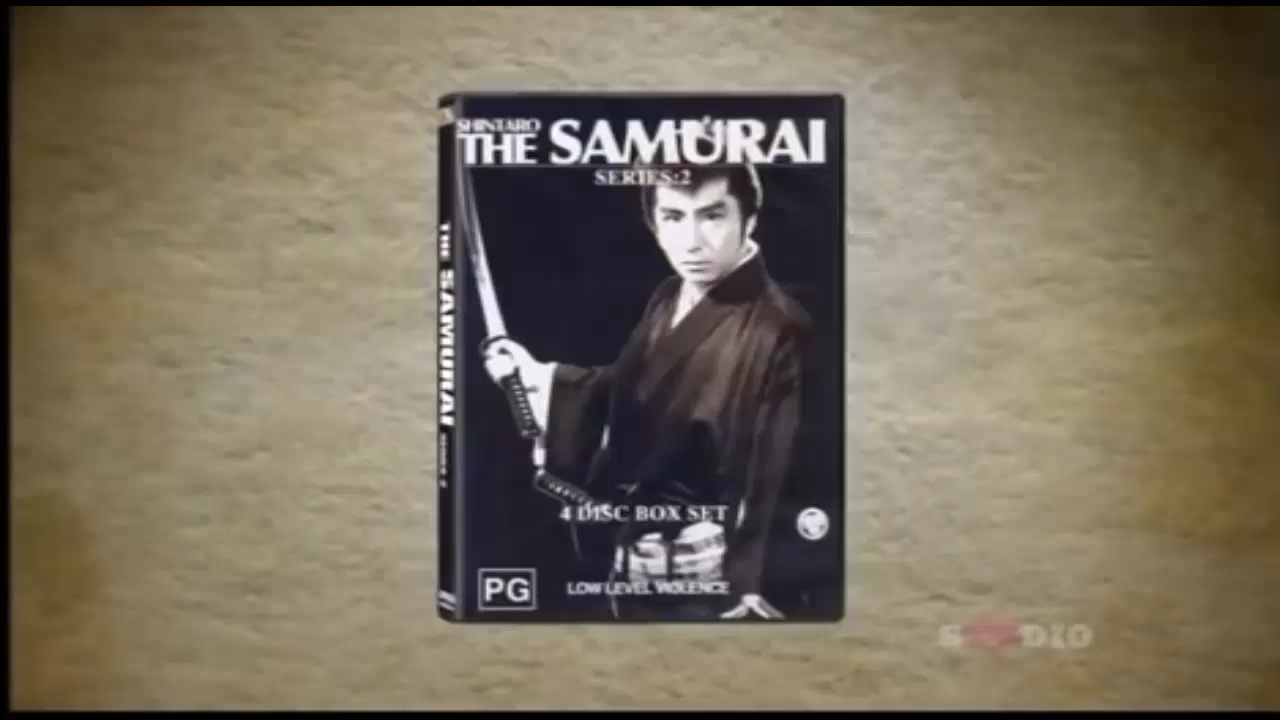 SHINTARO
THE SAMURAI
SERIES:2
THE SAMURAI
4 DISC BOX SET
PG
LOW LEVEL VIOLENCE